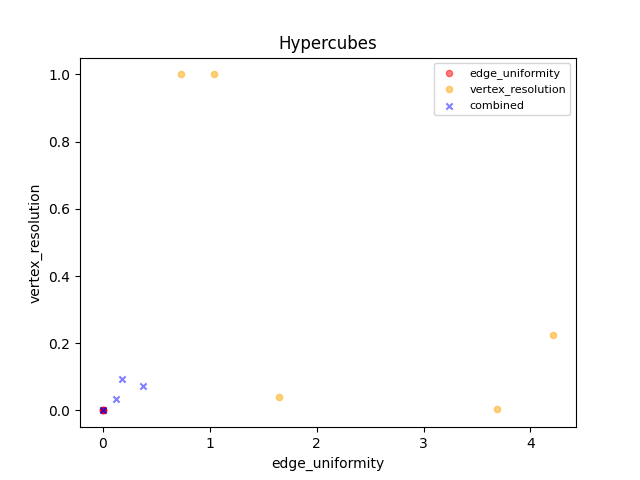 Hypercubes
edge_uniformity
vertex_resolution
combined
vertex_resolution
1.0
0.8
0.6
0.4
0.2
0.0
0 1 2 3 4
edge_uniformity